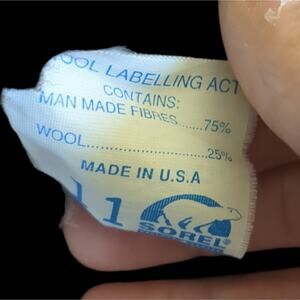 OOL LABELLING ACT
CONTAINS:
MAN MADE FIBRES......75%
WOOL.........................25%
MADE IN U.S.A
11
SOREL®